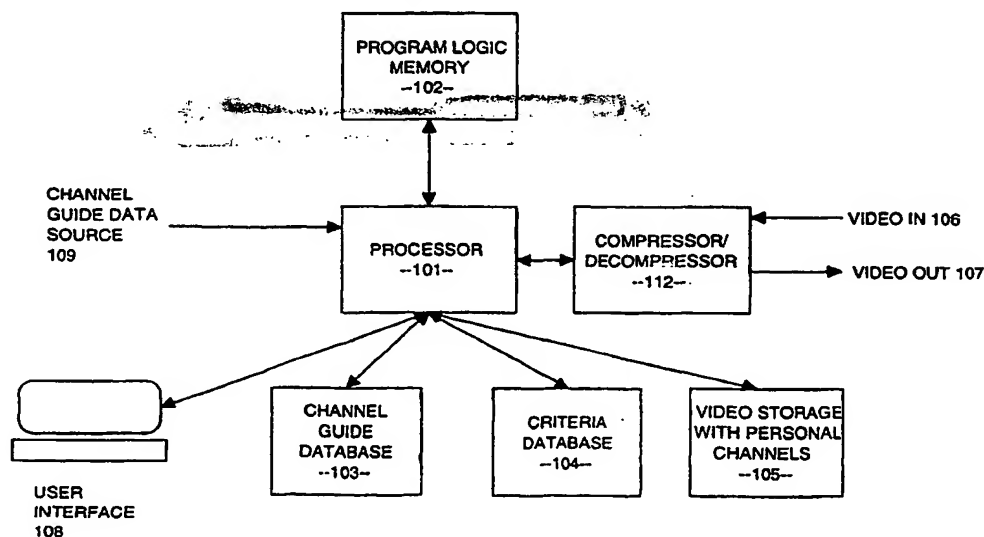 PROGRAM LOGIC
MEMORY
--102--
CHANNEL
GUIDE DATA
SOURCE
109
PROCESSOR
--101--
COMPRESSOR/
DECOMPRESSOR
--112--
VIDEO IN 106
VIDEO OUT 107
USER
INTERFACE
108
CHANNEL
GUIDE
DATABASE
--103--
CRITERIA
DATABASE
--104--
VIDEO STORAGE
WITH PERSONAL
CHANNELS
--105--